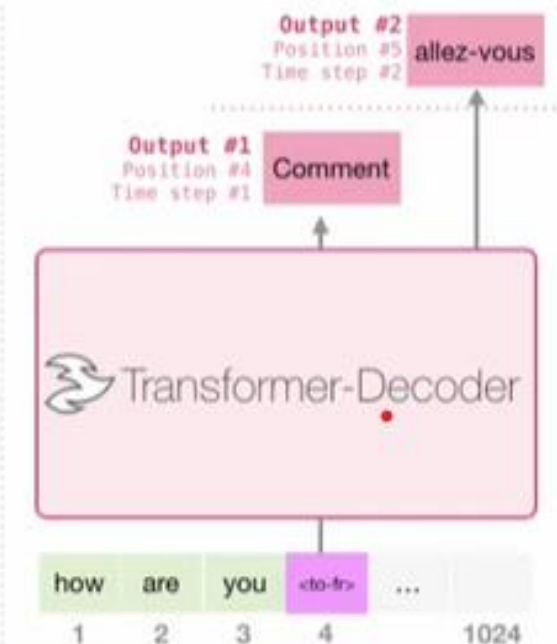 Output #2
Position #5
Time step #2
allez-vous
Output #1
Position #4
Time step #1
Comment
Transformer-Decoder
how are you <to-fr> ...
1 2 3 4 1024